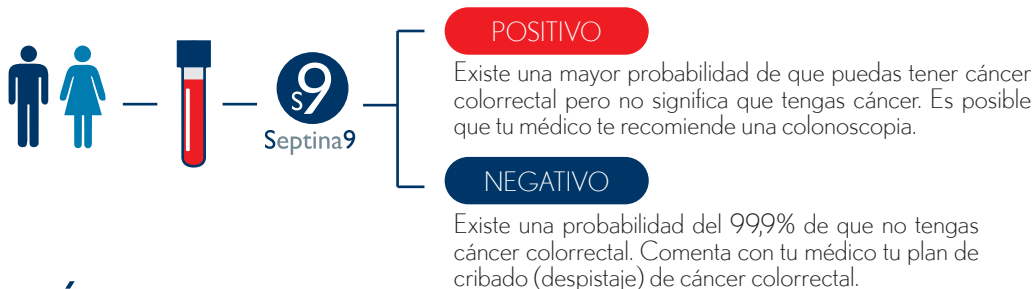 POSITIVO
Existe una mayor probabilidad de que puedas tener cáncer
colorrectal pero no significa que tengas cáncer. Es posible
que tu médico te recomiende una colonoscopia.
S9
Septina9
NEGATIVO
Existe una probabilidad del 99,9% de que no tengas
cáncer colorrectal. Comenta con tu médico tu plan de
cribado (despistaje) de cáncer colorrectal.